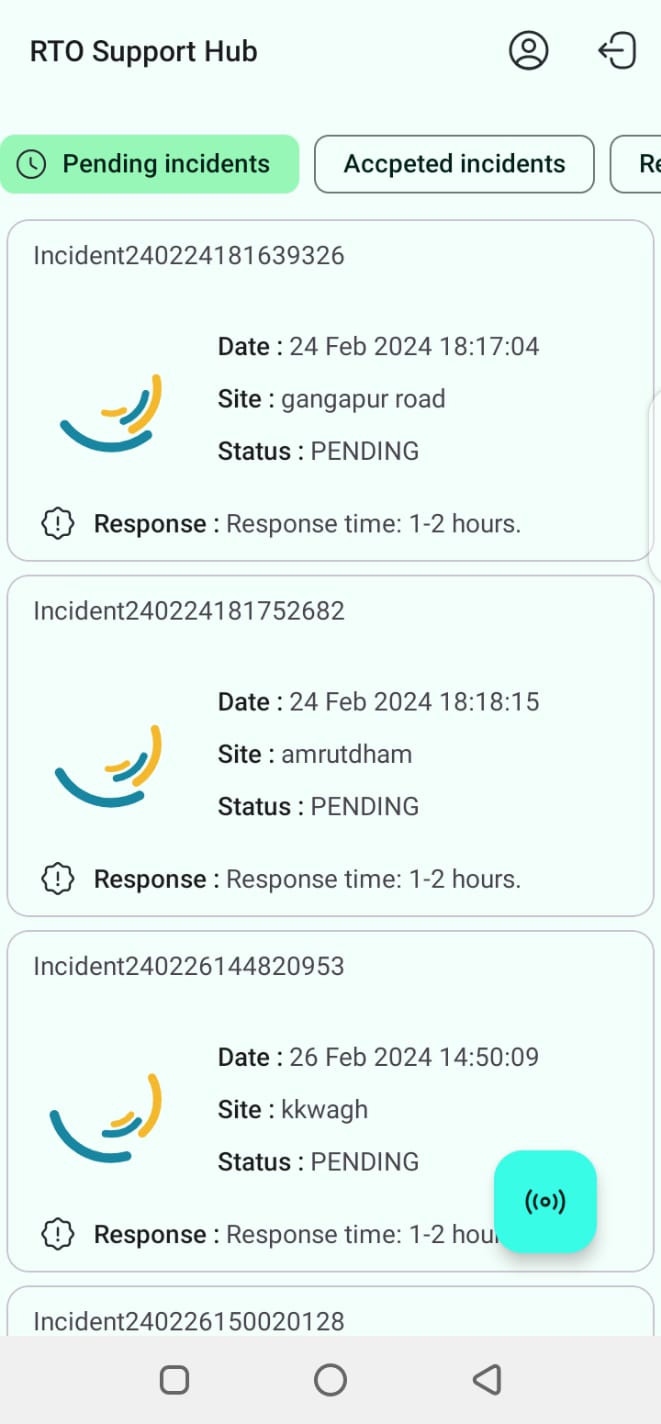 RTO Support Hub
Pending incidents
Accpeted incidents
Incident240224181639326
Date : 24 Feb 2024 18:17:04
Site : gangapur road
Status : PENDING
Response : Response time: 1-2 hours.
Incident240224181752682
Date : 24 Feb 2024 18:18:15
Site : amrutdham
Status : PENDING
Response : Response time: 1-2 hours.
Incident240226144820953
Date : 26 Feb 2024 14:50:09
Site : kkwagh
Status : PENDING
Response : Response time: 1-2
Incident240226150020128